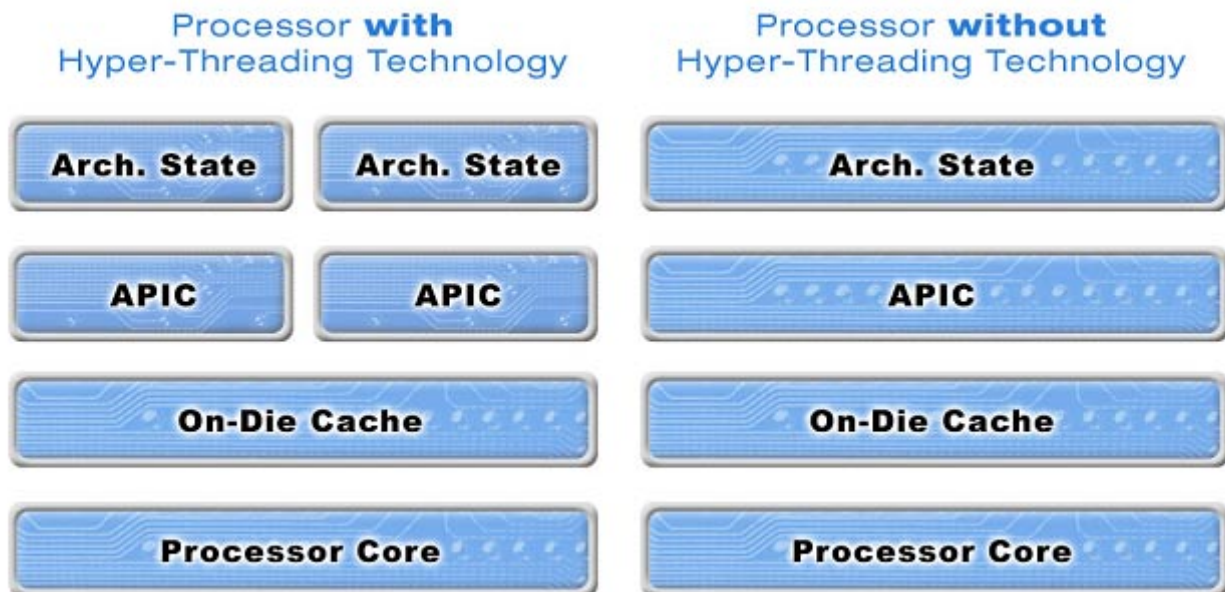 Processor with
Hyper-Threading Technology
Arch. State
Arch. State
APIC
APIC
On-Die Cache
Processor Core
Processor without
Hyper-Threading Technology
Arch. State
APIC
On-Die Cache
Processor Core